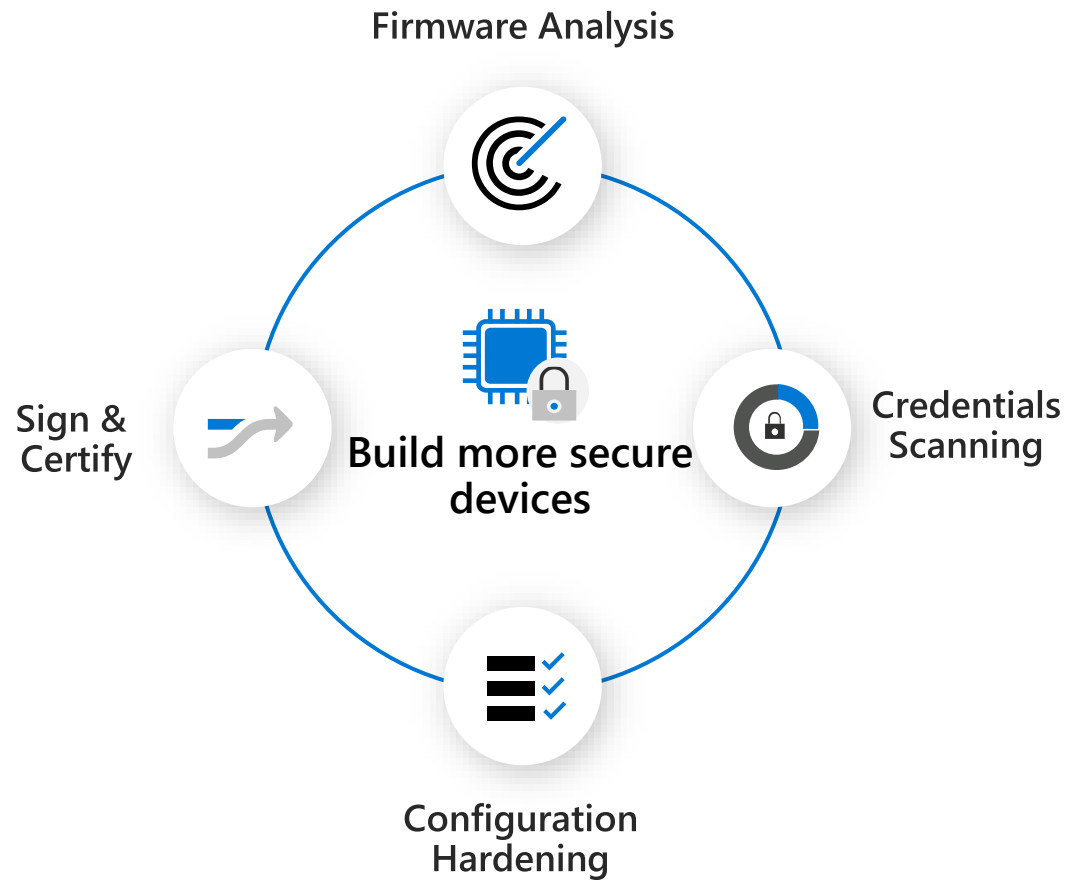 Firmware Analysis
Sign &
Certify
Build more secure
devices
Credentials
Scanning
Configuration
Hardening